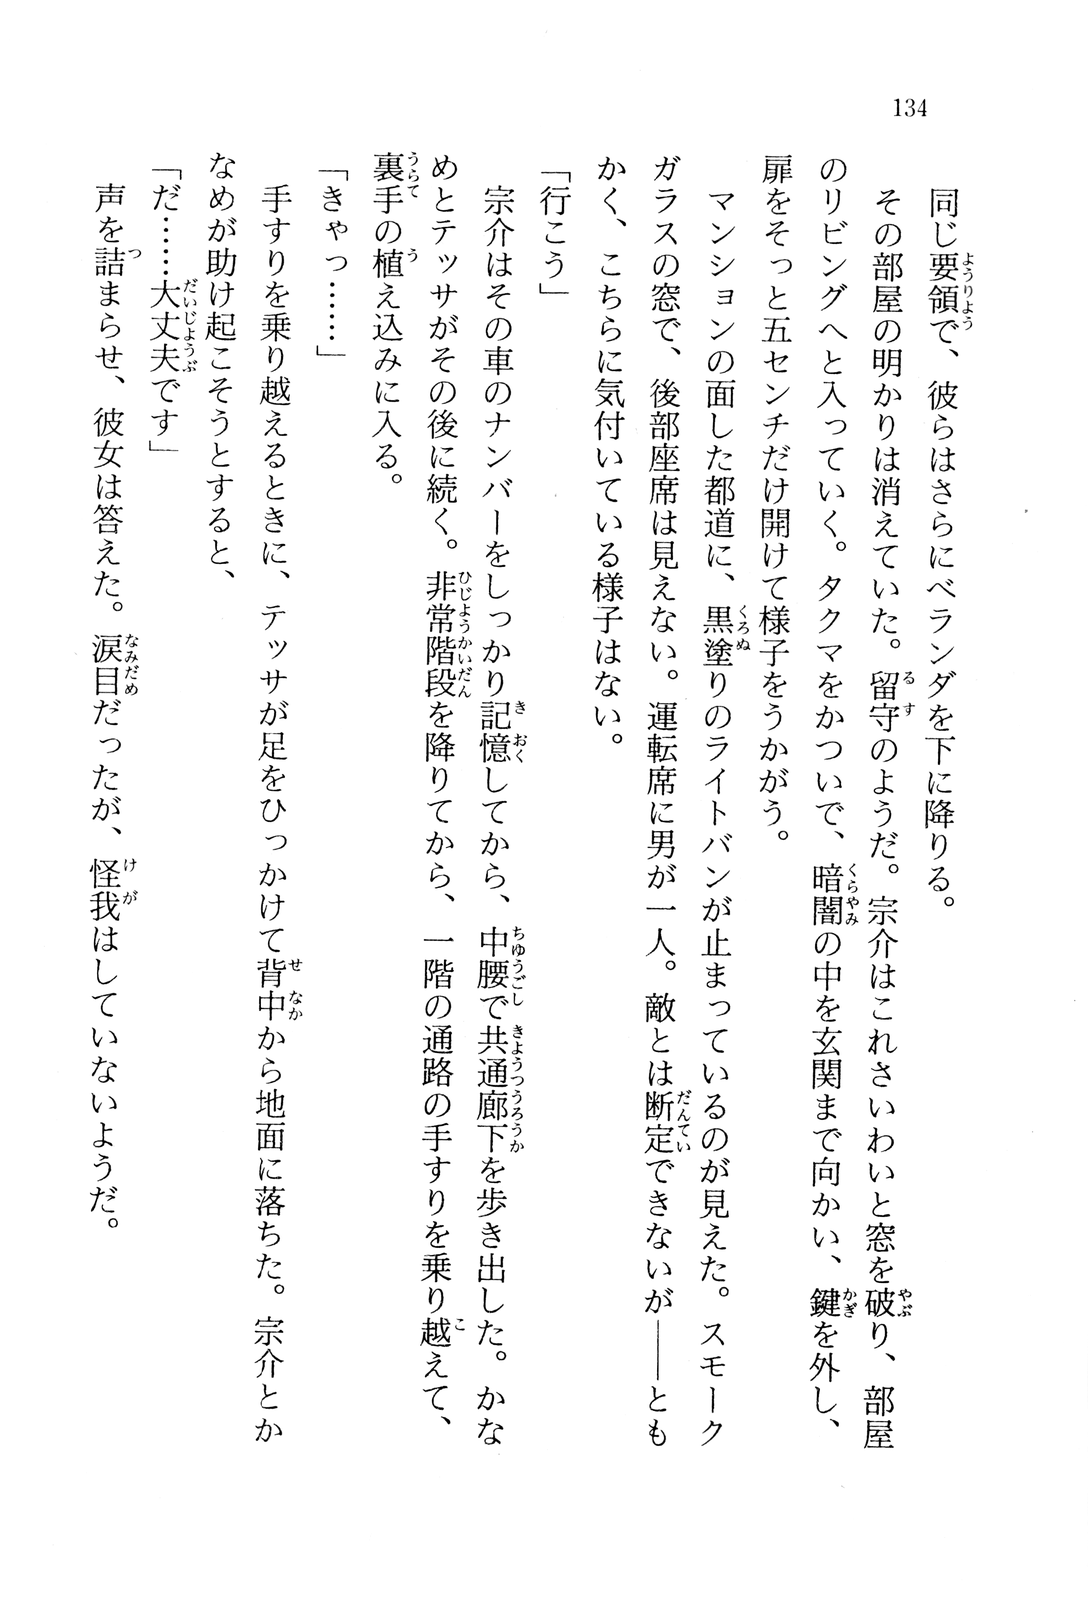 134
同じ要領で、彼らはさらにベランダを下に降りる。
その部屋の明かりは消えていた。留守のようだ。宗介はこれさいわいと窓を破り、部屋
のリビングへと入っていく。タクマをかついで、暗闇の中を玄関まで向かい、鍵を外し、
扉をそっと五センチだけ開けて様子をうかがう。
マンションの面した都道に、黒塗りのライトバンが止まっているのが見えた。スモーク
ガラスの窓で、後部座席は見えない。運転席に男が一人。敵とは断定できないが――とも
かく、こちらに気付いている様子はない。
「行こう」
宗介はその車のナンバーをしっかり記憶してから、中腰で共通廊下を歩き出した。かな
めとテッサがその後に続く。非常階段を降りてから、一階の通路の手すりを乗り越えて、
裏手の植え込みに入る。
「きゃっ……」
手すりを乗り越えるときに、テッサが足をひっかけて背中から地面に落ちた。宗介とか
なめが助け起こそうとすると、
「だ……大丈夫です」
声を詰まらせ、彼女は答えた。涙目だったが、怪我はしていないようだ。